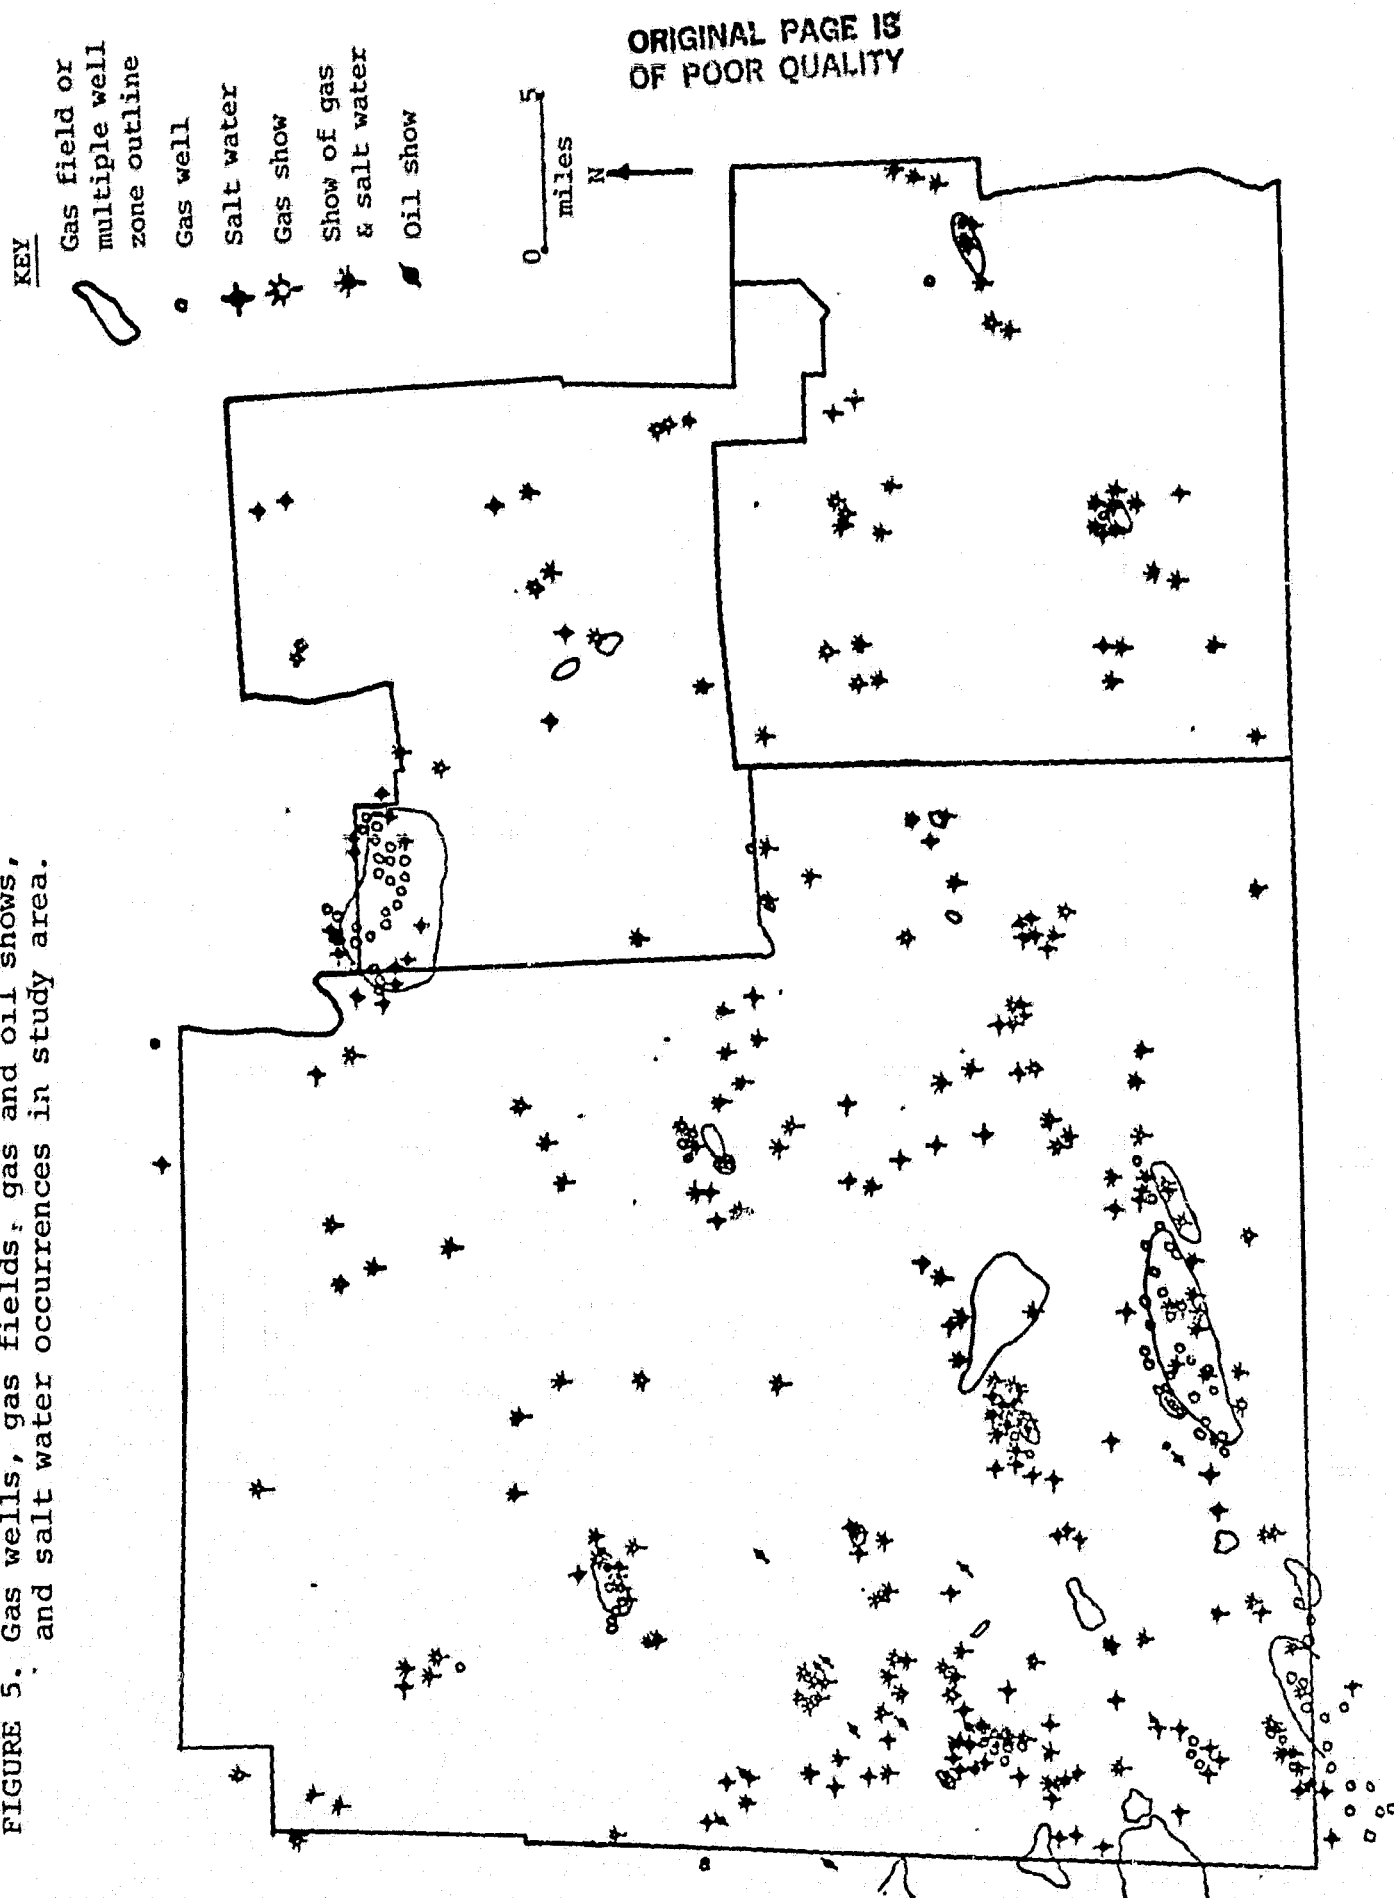 ORIGINAL PAGE IS
OF POOR QUALITY
KEY
Gas field or
multiple well
zone outline
Gas well
Salt water
Gas show
Show of gas
& salt water
Oil show
0 5
miles
N
FIGURE 5. Gas wells, gas fields, gas and oil shows,
and salt water occurrences in study area.